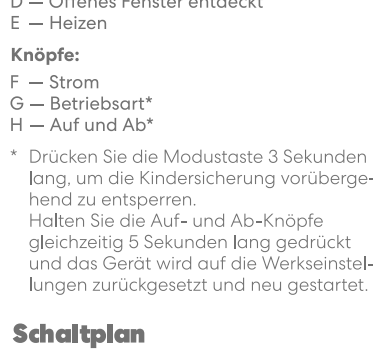 D — Offenes Fenster entdeckt
E — Heizen
Knöpfe:
F — Strom
G — Betriebsart*
H — Auf und Ab*
* Drücken Sie die Modustaste 3 Sekunden
lang, um die Kindersicherung vorüberge-
hend zu entsperren.
Halten Sie die Auf- und Ab-Knöpfe
gleichzeitig 5 Sekunden lang gedrückt
und das Gerät wird auf die Werkseinstel-
lungen zurückgesetzt und neu gestartet.
Schaltplan